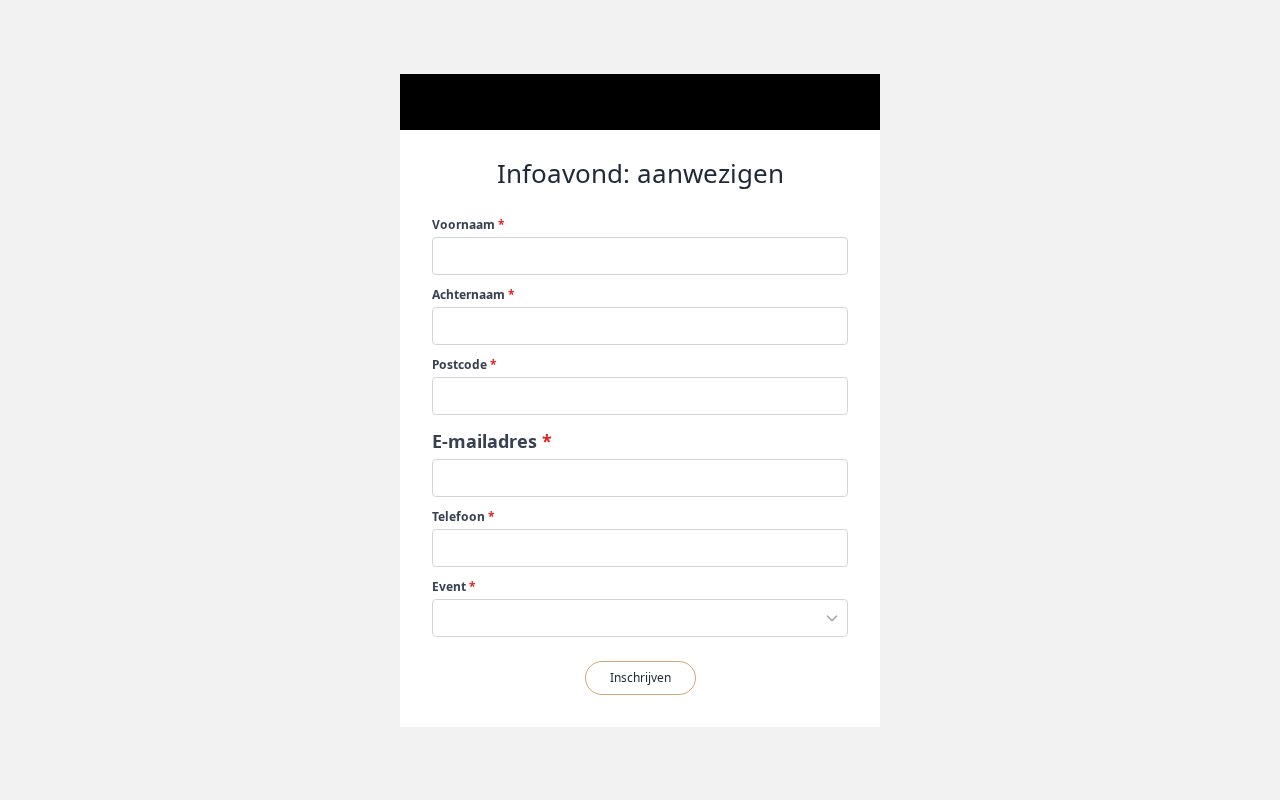 Infoavond: aanwezigen
Voornaam *
Achternaam *
Postcode *
E-mailadres *
Telefoon *
Event *
Inschrijven